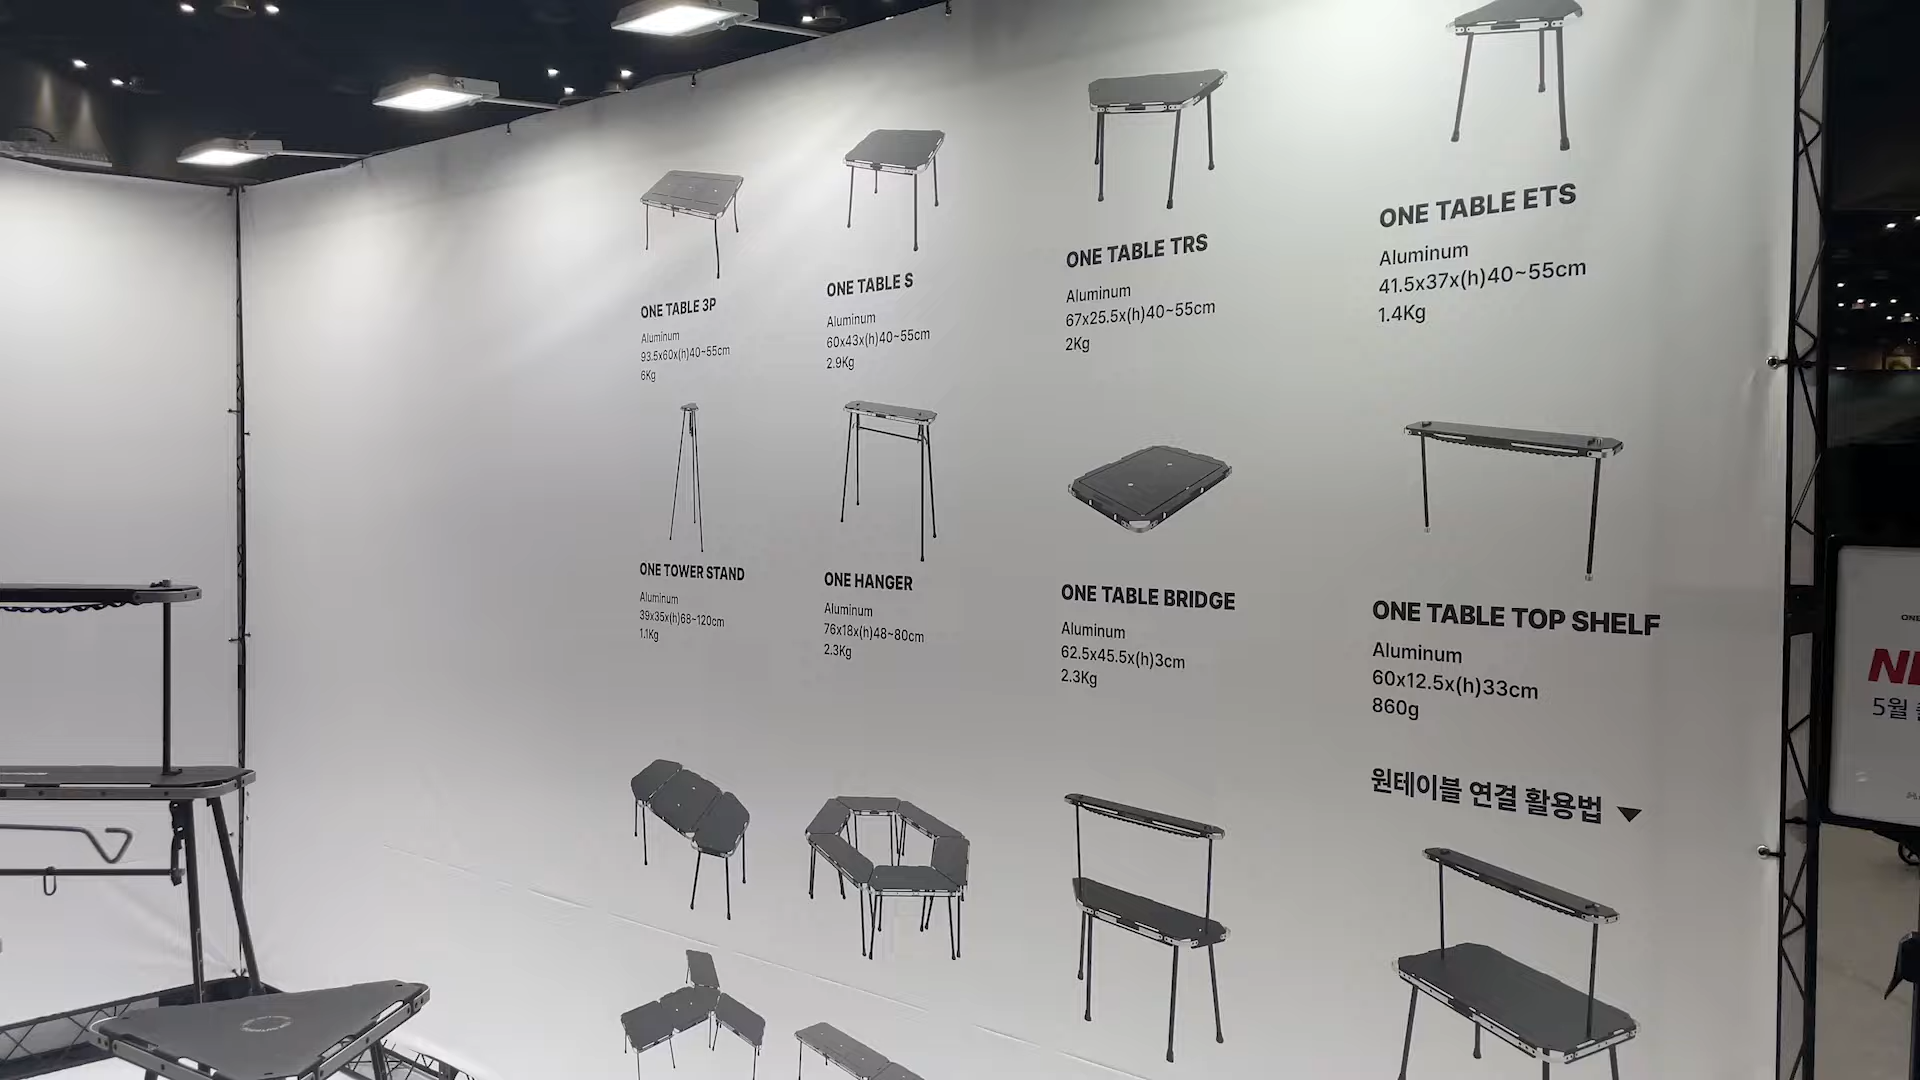 ONE TABLE 3P
Aluminum
93.5x60x(h)40~55cm
6Kg
ONE TABLE S
Aluminum
60x43x(h)40~55cm
2.9Kg
ONE TABLE TRS
Aluminum
67x25.5x(h)40~55cm
2Kg
ONE TABLE ETS
Aluminum
41.5x37x(h)40~55cm
1.4Kg
ONE TOWER STAND
Aluminum
39x35x(h)68~120cm
1.1Kg
ONE HANGER
Aluminum
76x18x(h)48~80cm
2.3Kg
ONE TABLE BRIDGE
Aluminum
62.5x45.5x(h)3cm
2.3Kg
ONE TABLE TOP SHELF
Aluminum
60x12.5x(h)33cm
860g
원테이블 연결 활용법 ▼
5월